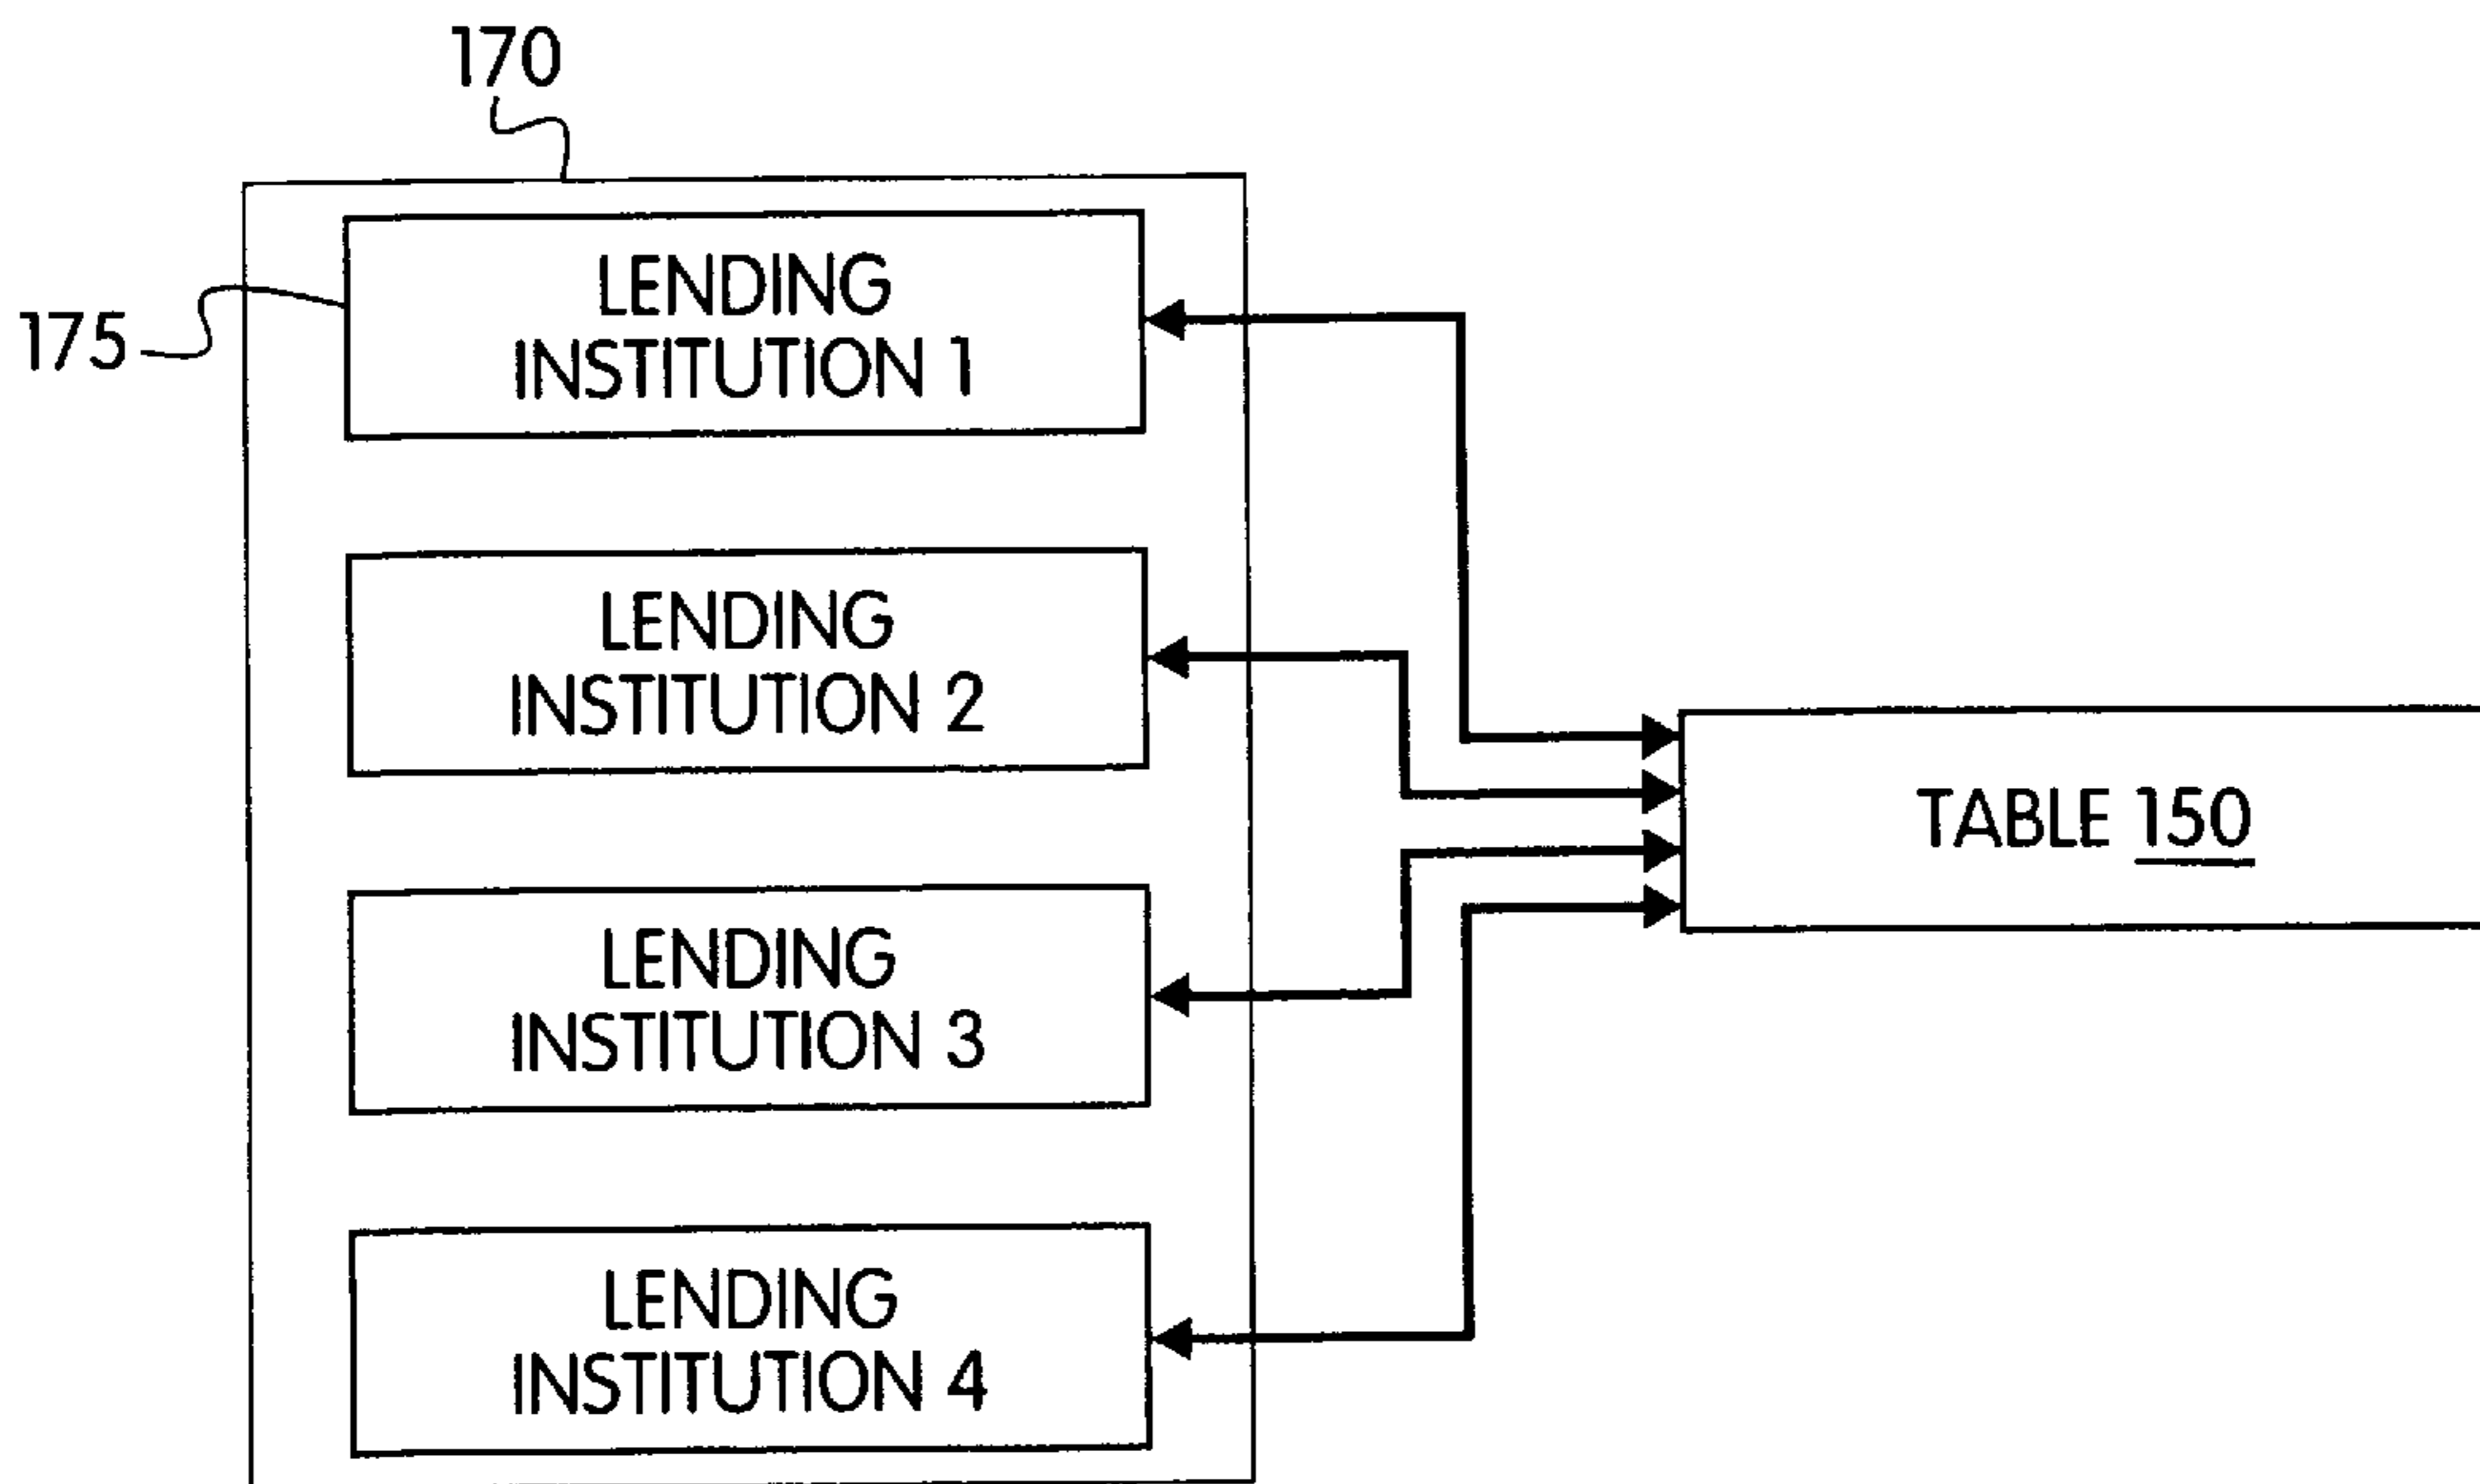 170
175
LENDING
INSTITUTION 1
LENDING
INSTITUTION 2
TABLE 150
LENDING
INSTITUTION 3
LENDING
INSTITUTION 4